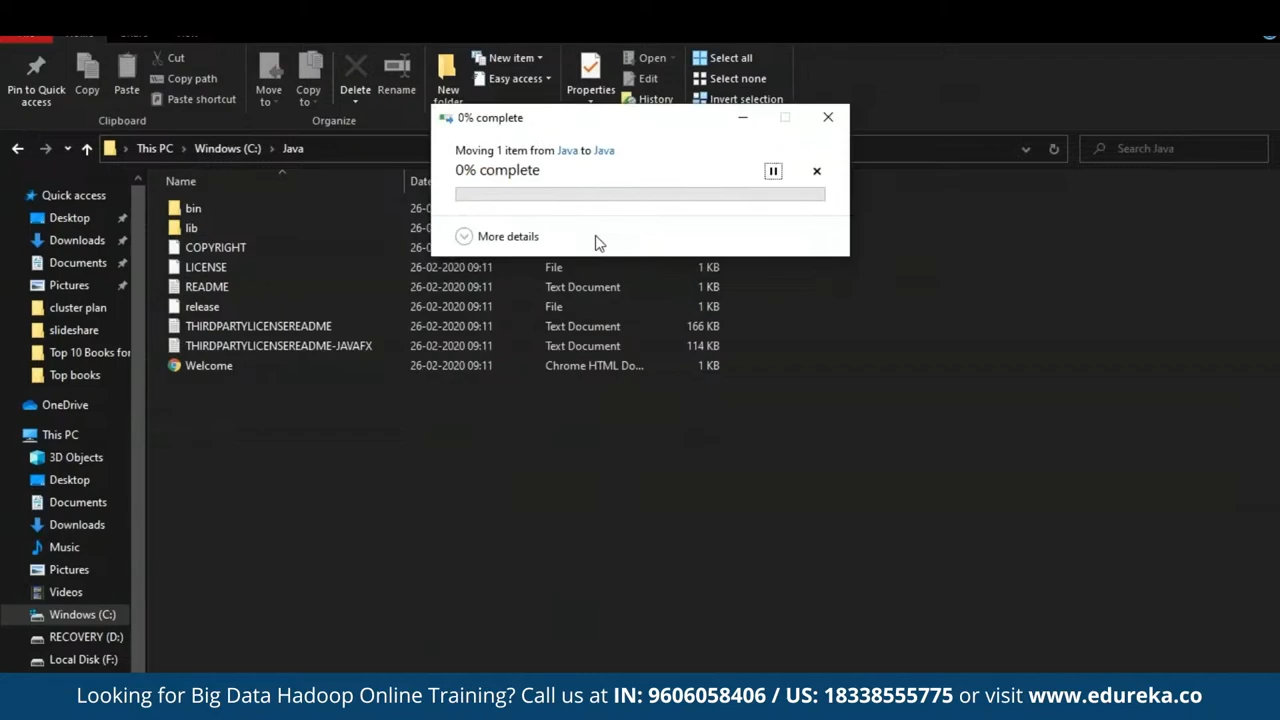 Cut
Copy path
Paste shortcut
Pin to Quick
access
Copy
Paste
Clipboard
Move
to
Copy
to
Delete
Rename
Organize
New
folder
New item
Easy access
Properties
Open
Edit
History
Select all
Select none
Invert selection
This PC > Windows (C:) > Java
Search Java
0% complete
Moving 1 item from Java to Java
0% complete
More details
Quick access
Desktop
Downloads
Documents
Pictures
cluster plan
slideshare
Top 10 Books for
Top books
OneDrive
This PC
3D Objects
Desktop
Documents
Downloads
Music
Pictures
Videos
Windows (C:)
RECOVERY (D:)
Local Disk (F:)
Name
bin
lib
COPYRIGHT
LICENSE 26-02-2020 09:11 File 1 KB
README 26-02-2020 09:11 Text Document 1 KB
release 26-02-2020 09:11 File 1 KB
THIRDPARTYLICENSEREADME 26-02-2020 09:11 Text Document 166 KB
THIRDPARTYLICENSEREADME-JAVAFX 26-02-2020 09:11 Text Document 114 KB
Welcome 26-02-2020 09:11 Chrome HTML Do... 1 KB
Looking for Big Data Hadoop Online Training? Call us at IN: 9606058406 / US: 18338555775 or visit www.edureka.co